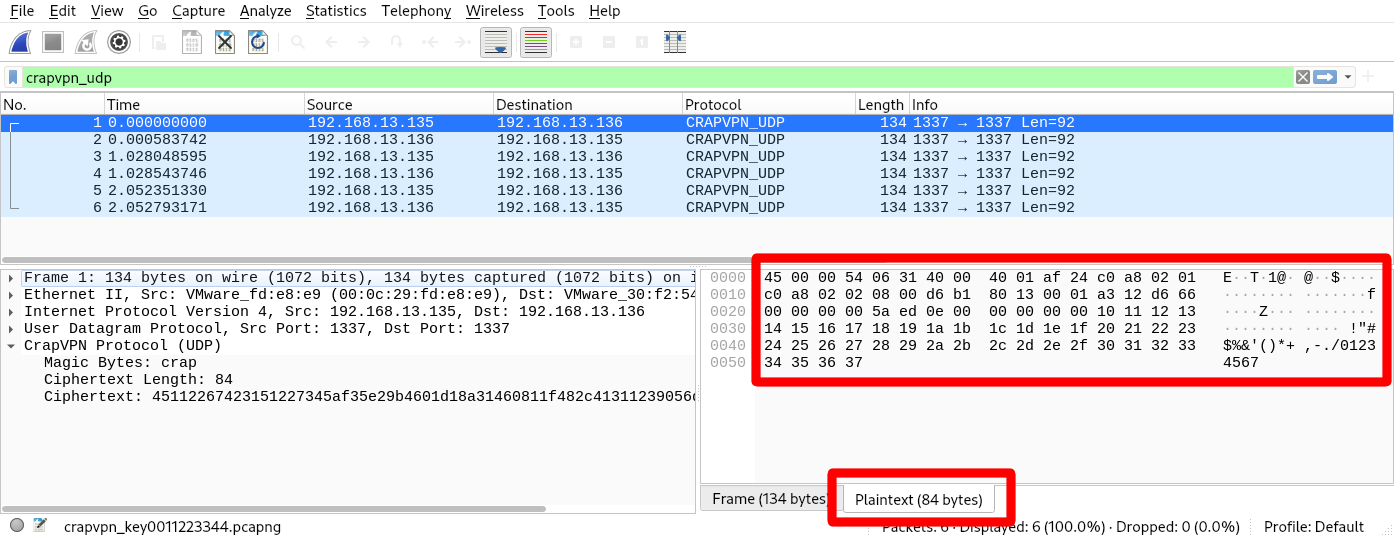 File Edit View Go Capture Analyze Statistics Telephony Wireless Tools Help
crapvpn_udp
No. Time Source Destination Protocol Length Info
1 0.000000000 192.168.13.135 192.168.13.136 CRAPVPN_UDP 134 1337 → 1337 Len=92
2 0.000583742 192.168.13.136 192.168.13.135 CRAPVPN_UDP 134 1337 → 1337 Len=92
3 1.028048595 192.168.13.135 192.168.13.136 CRAPVPN_UDP 134 1337 → 1337 Len=92
4 1.028543746 192.168.13.136 192.168.13.135 CRAPVPN_UDP 134 1337 → 1337 Len=92
5 2.052351330 192.168.13.135 192.168.13.136 CRAPVPN_UDP 134 1337 → 1337 Len=92
6 2.052793171 192.168.13.136 192.168.13.135 CRAPVPN_UDP 134 1337 → 1337 Len=92
Frame 1: 134 bytes on wire (1072 bits), 134 bytes captured (1072 bits) on i
Ethernet II, Src: VMware_fd:e8:e9 (00:0c:29:fd:e8:e9), Dst: VMware_30:f2:54
Internet Protocol Version 4, Src: 192.168.13.135, Dst: 192.168.13.136
User Datagram Protocol, Src Port: 1337, Dst Port: 1337
CrapVPN Protocol (UDP)
Magic Bytes: crap
Ciphertext Length: 84
Ciphertext: 45112267423151227345af35e29b4601d18a31460811f482c41311239056
0000 45 00 00 54 06 31 40 00 40 01 af 24 c0 a8 02 01 E··T·1@· @··$····
0010 c0 a8 02 02 08 00 d6 b1 80 13 00 01 a3 12 d6 66 ········ ·······f
0020 00 00 00 00 5a ed 0e 00 00 00 00 00 10 11 12 13 ····Z··· ········
0030 14 15 16 17 18 19 1a 1b 1c 1d 1e 1f 20 21 22 23 ········ ···· !"#
0040 24 25 26 27 28 29 2a 2b 2c 2d 2e 2f 30 31 32 33 $%&'()*+ ,-./0123
0050 34 35 36 37 4567
Frame (134 bytes) Plaintext (84 bytes)
crapvpn_key0011223344.pcapng Packets: 6 · Displayed: 6 (100.0%) · Dropped: 0 (0.0%) Profile: Default